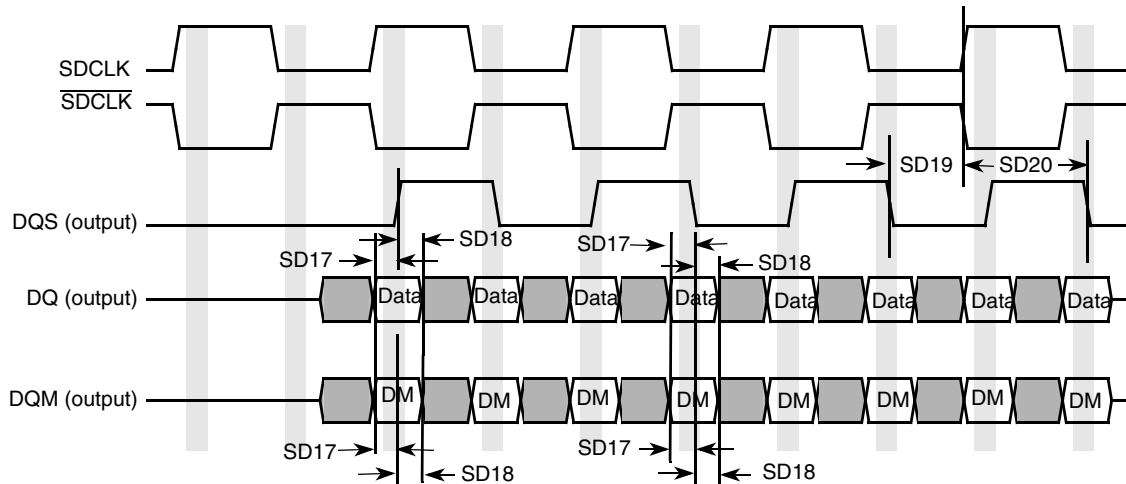 SDCLK
SDCLK
SD19 SD20
DQS (output)
SD18 SD17
SD17 SD18
DQ (output) Data Data Data Data Data Data Data Data
DQM (output) DM DM DM DM DM DM DM DM
SD17 SD17
SD18 SD18